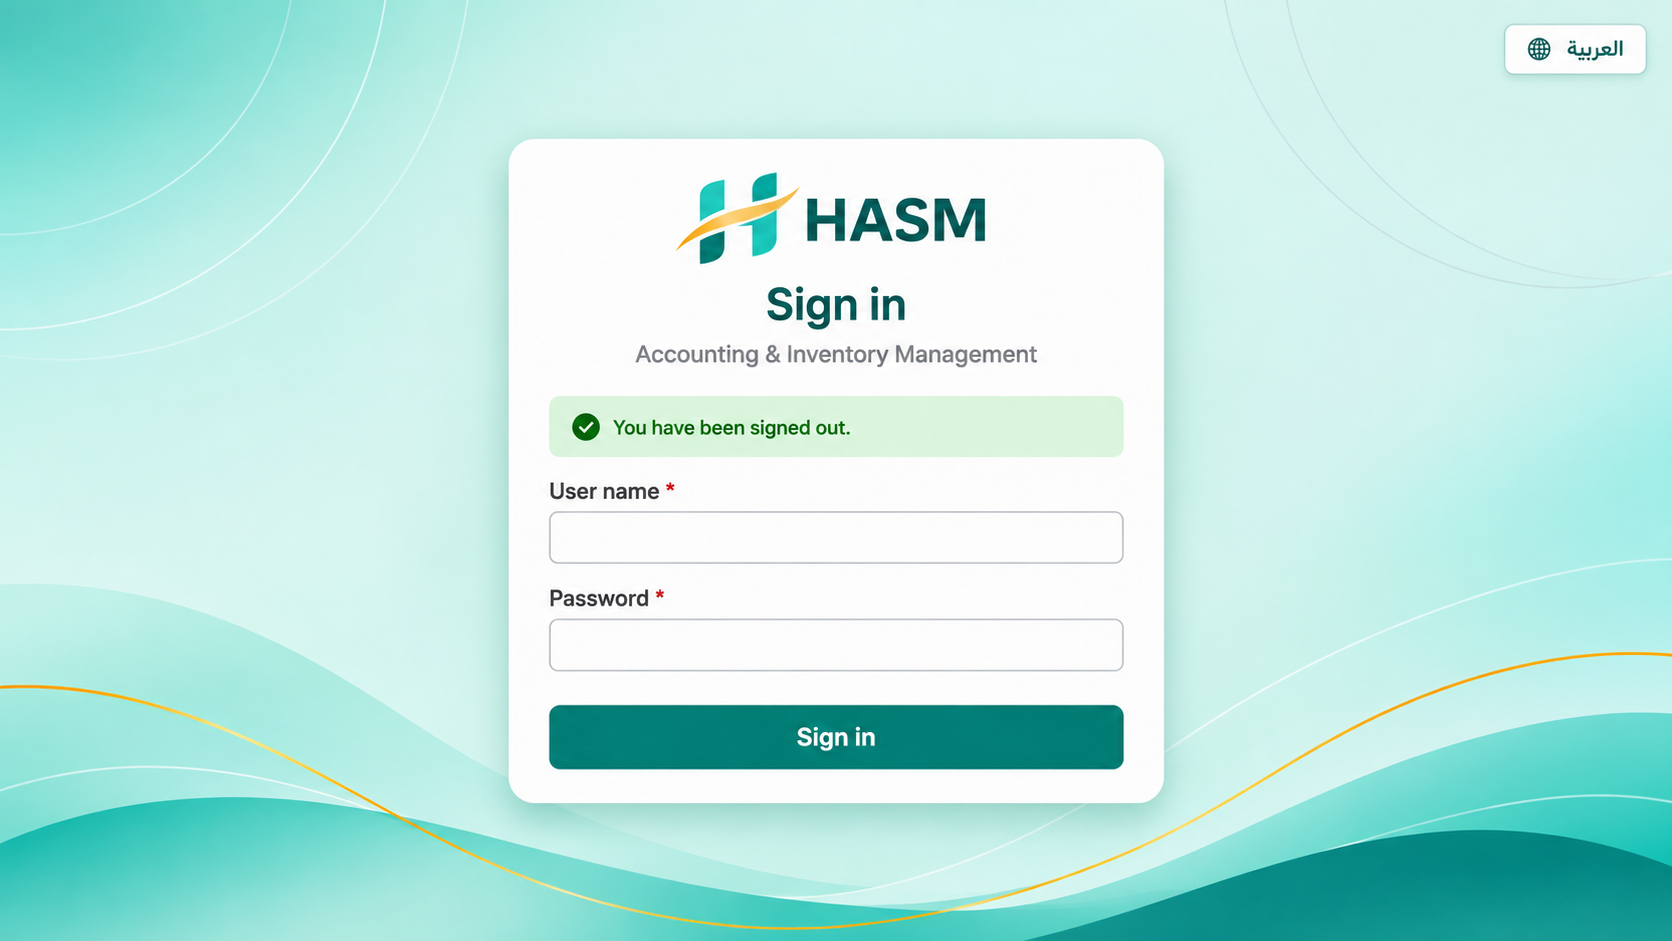 العربية
HASM
Sign in
Accounting & Inventory Management
You have been signed out.
User name *
Password *
Sign in